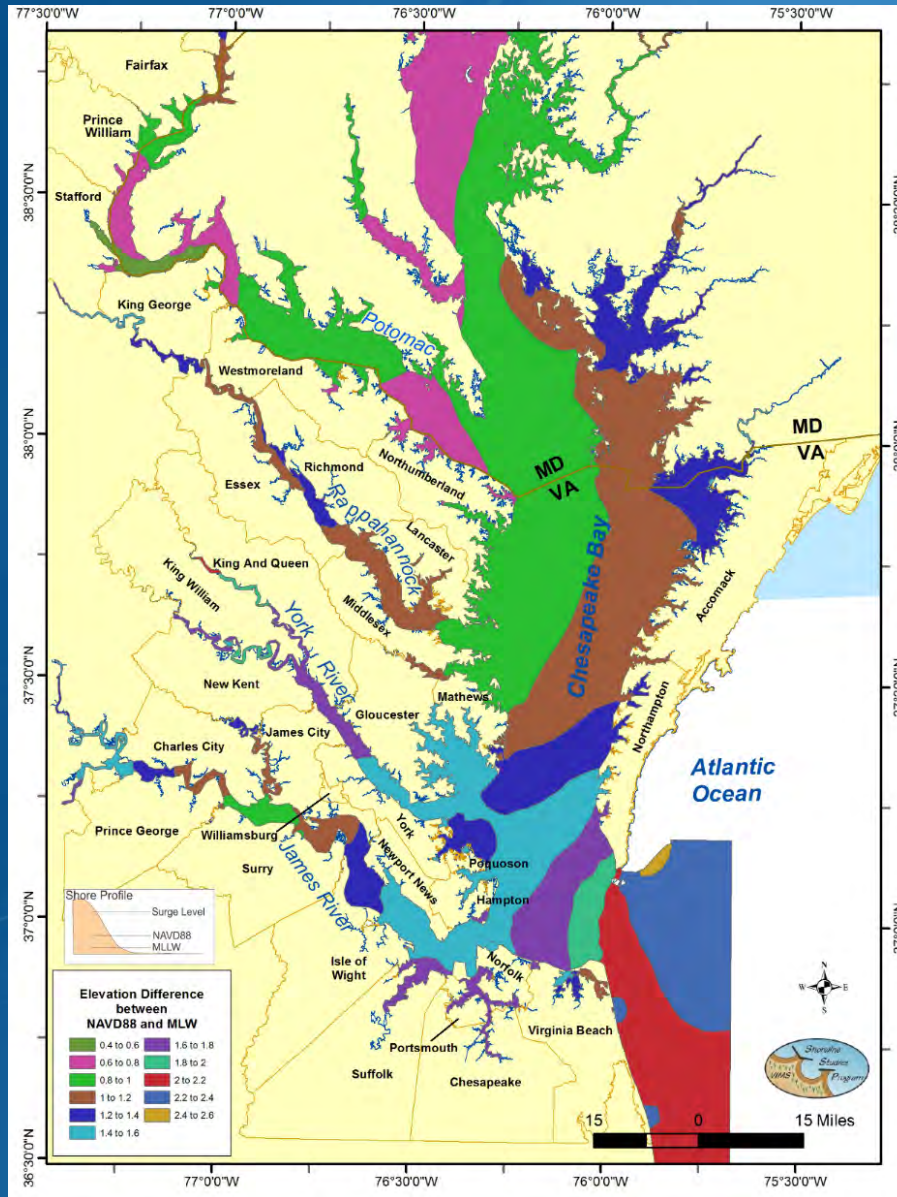 77°30'0"W 77°0'0"W 76°30'0"W 76°0'0"W 75°30'0"W
38°30'0"N
38°0'0"N
37°30'0"N
37°0'0"N
36°30'0"N
Fairfax
Prince
William
Stafford
King George
Potomac
Westmoreland
MD
VA
MD
VA
Northumberland
Richmond
Essex
Rappahannock
Lancaster
King And Queen
King William
York
River
Middlesex
Chesapeake Bay
Accomack
New Kent
Mathews
Gloucester
Northampton
James City
Charles City
Atlantic
Ocean
Prince George
Williamsburg
York
Poquoson
Newport News
Surry
James River
Hampton
Shore Profile
Surge Level
NAVD88
MLLW
Isle of
Wight
Norfolk
Virginia Beach
Portsmouth
Suffolk
Chesapeake
N
W E
S
Elevation Difference
between
NAVD88 and MLW
0.4 to 0.6
0.6 to 0.8
0.8 to 1
1 to 1.2
1.2 to 1.4
1.4 to 1.6
1.6 to 1.8
1.8 to 2
2 to 2.2
2.2 to 2.4
2.4 to 2.6
Shoreline
Studies
Program
VIMS
15 0 15 Miles
77°0'0"W 76°30'0"W 76°0'0"W 75°30'0"W